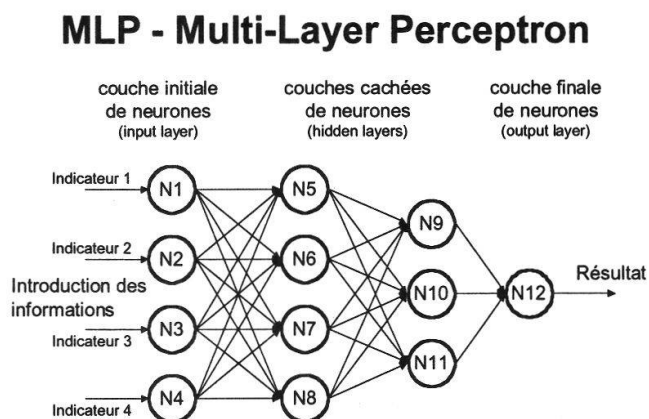 MLP - Multi-Layer Perceptron
couche initiale
de neurones
(input layer)
couches cachées
de neurones
(hidden layers)
couche finale
de neurones
(output layer)
Indicateur 1
N1
N5
N9
Indicateur 2
N2
N6
Introduction des
informations
N10
N12
Résultat
Indicateur 3
N3
N7
N11
Indicateur 4
N4
N8